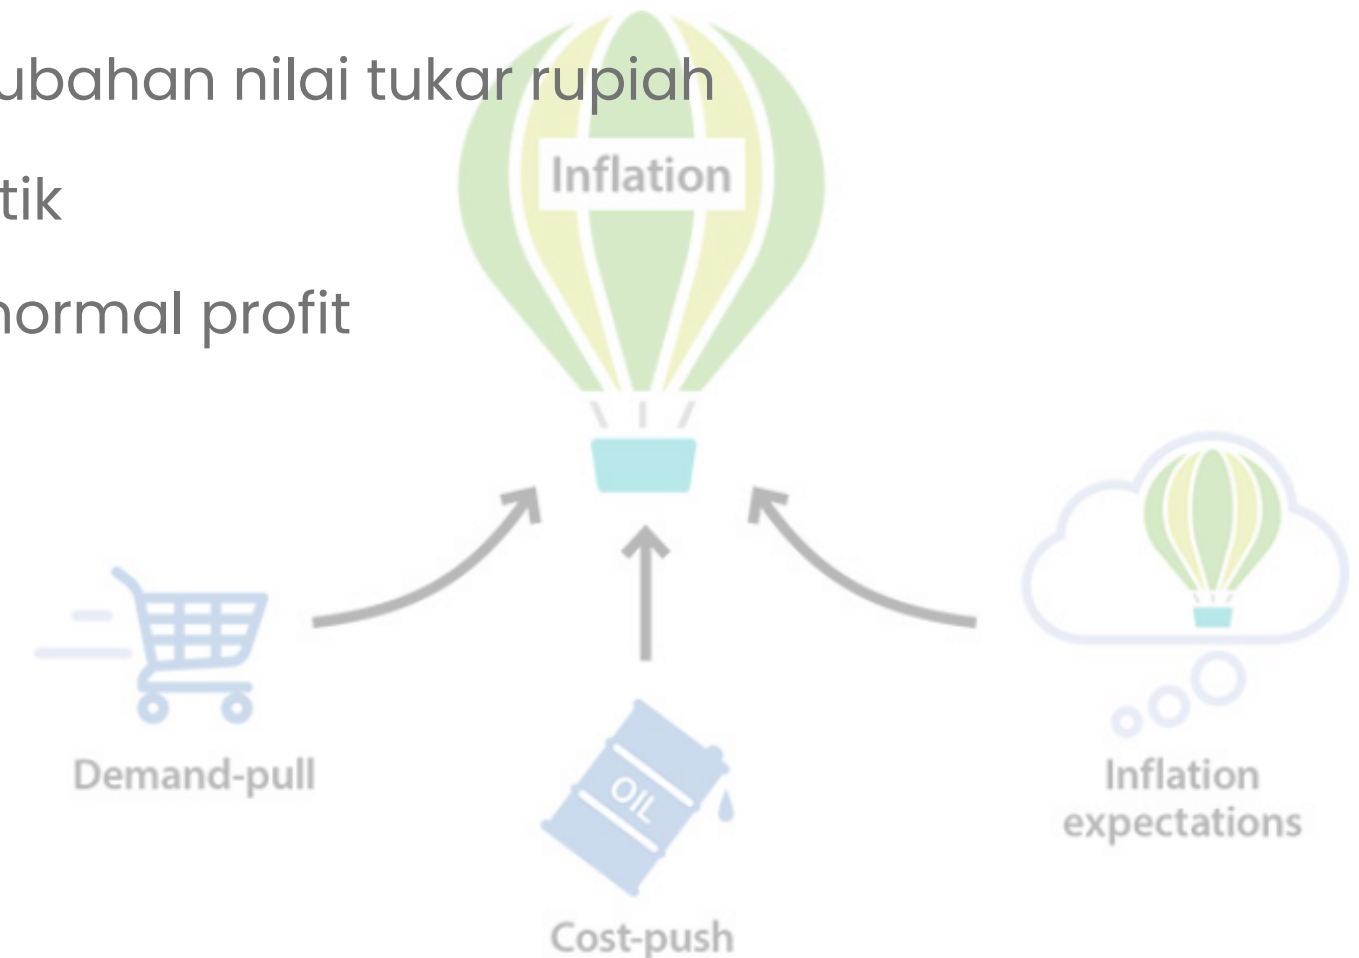 ubahan nilai tukar rupiah
Inflation
tik
normal profit
Demand-pull
OIL
Inflation
expectations
Cost-push